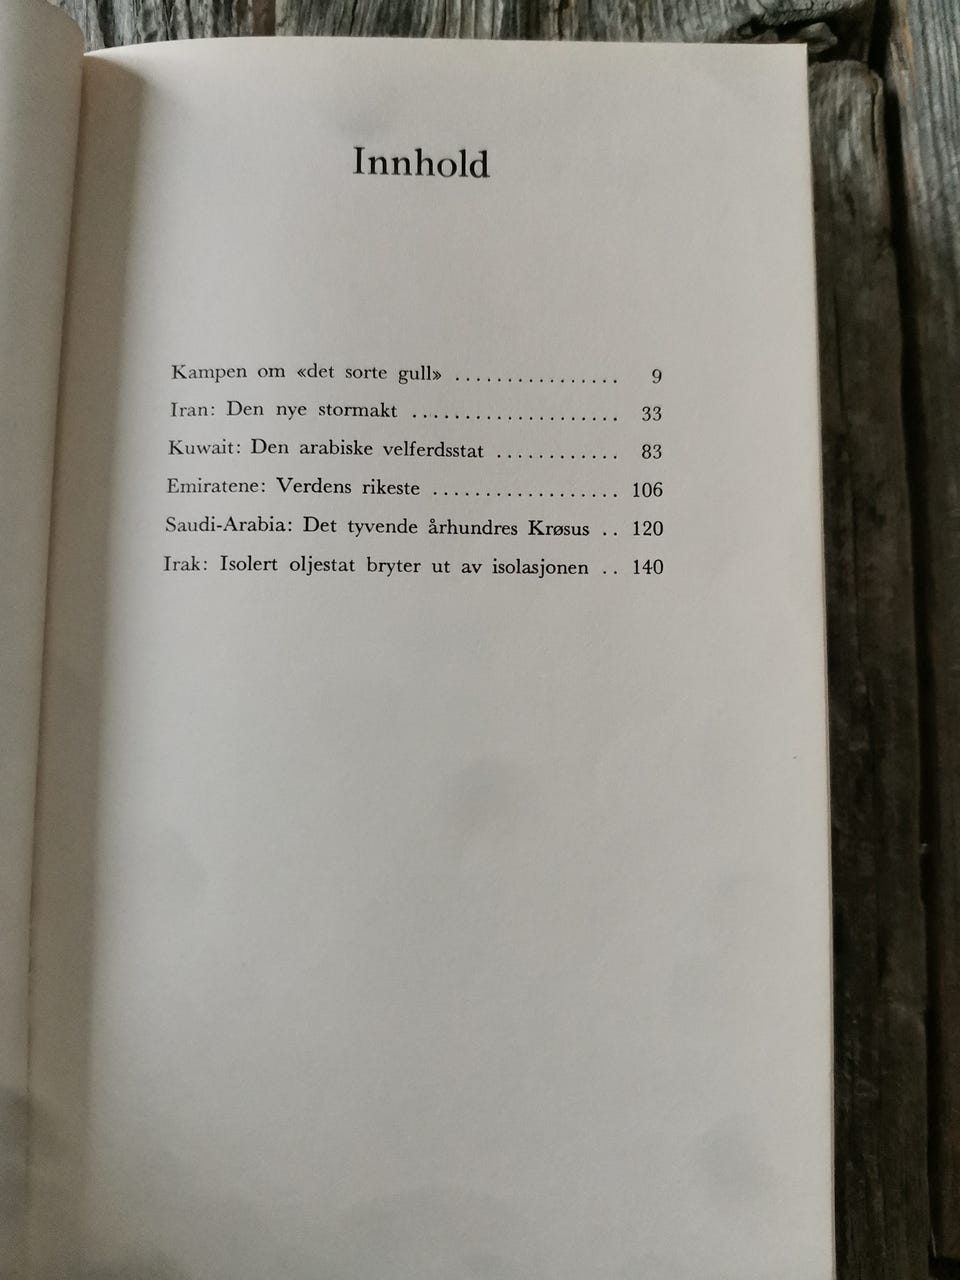 Innhold
Kampen om «det sorte gull» ................ 9
Iran: Den nye stormakt .................... 33
Kuwait: Den arabiske velferdsstat ............ 83
Emiratene: Verdens rikeste .................. 106
Saudi-Arabia: Det tyvende århundres Krøsus .. 120
Irak: Isolert oljestat bryter ut av isolasjonen .. 140